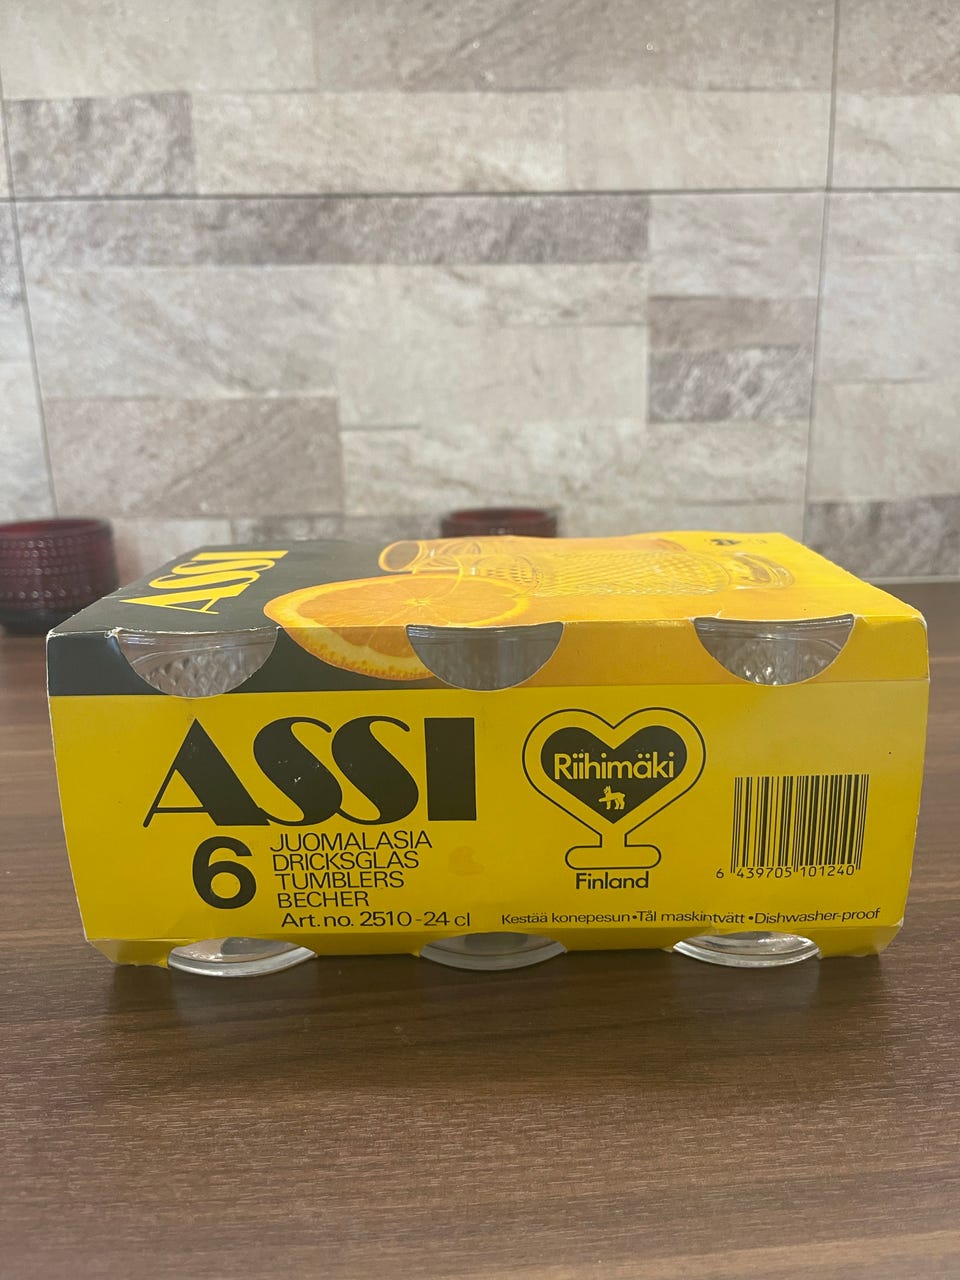 ASSI
ASSI
6
JUOMALASIA
DRICKSGLAS
TUMBLERS
BECHER
Art. no. 2510-24 cl
Riihimäki
Finland
6 439705 101240
Kestää konepesun•Tål maskintvätt•Dishwasher-proof